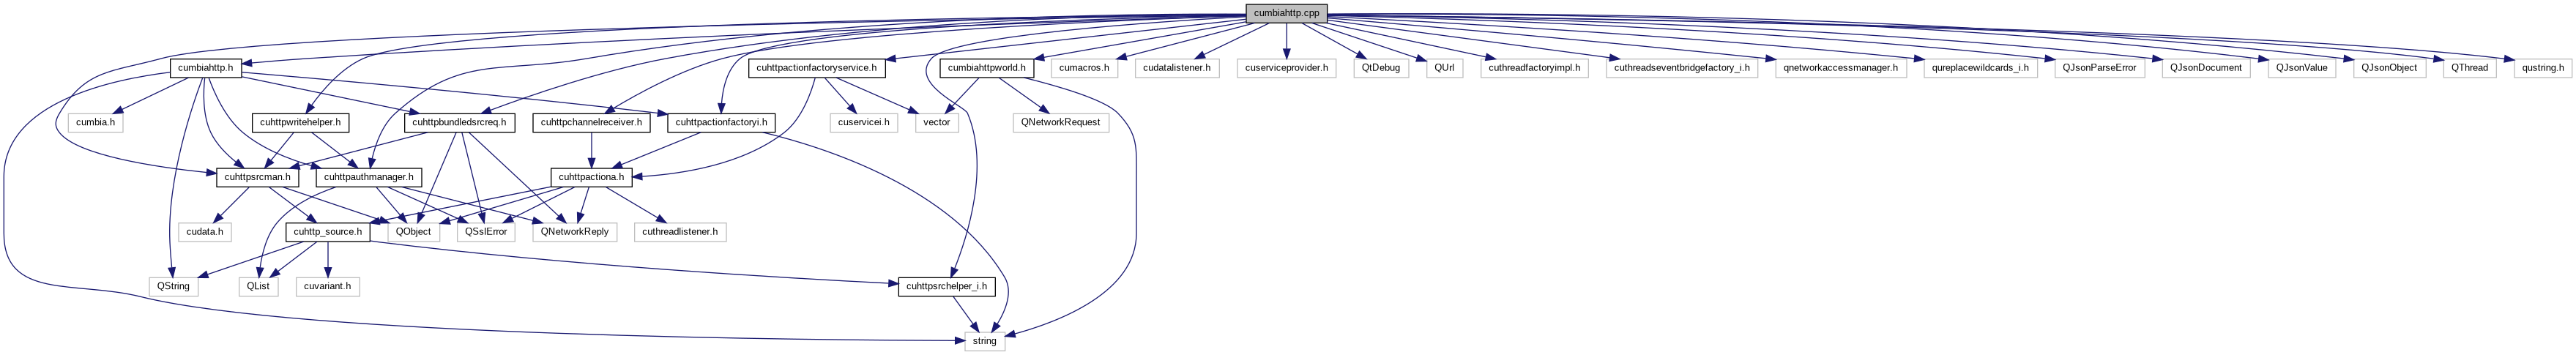 cumbiahttp.cpp
cumbiahttp.h
cuhttpactionfactoryservice.h
cumbiahttpworld.h
cumacros.h
cudatalistener.h
cuserviceprovider.h
QtDebug
QUrl
cuthreadfactoryimpl.h
cuthreadseventbridgefactory_i.h
qnetworkaccessmanager.h
qureplacewildcards_i.h
QJsonParseError
QJsonDocument
QJsonValue
QJsonObject
QThread
qustring.h
cumbia.h
cuhttpwritehelper.h
cuhttpbundledsrcreq.h
cuhttpchannelreceiver.h
cuhttpactionfactoryi.h
cuservicei.h
vector
QNetworkRequest
cuhttpsrcman.h
cuhttpauthmanager.h
cuhttpactiona.h
cudata.h
cuhttp_source.h
QObject
QSslError
QNetworkReply
cuthreadlistener.h
QString
QList
cuvariant.h
cuhttpsrchelper_i.h
string